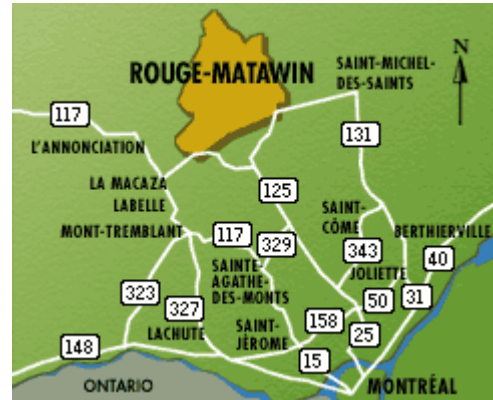 ROUGE-MATAWIN
SAINT-MICHEL-
DES-SAINTS
N
117
131
L'ANNONCIATION
LA MACAZA
LABELLE
125
MONT-TREMBLANT
117
329
SAINT-
CÔME
BERTHIERVILLE
343
40
SAINTE-
AGATHE-
DES-MONTS
JOLIETTE
323
327
50
31
LACHUTE
SAINT-
JÉROME
158
25
148
15
ONTARIO
MONTRÉAL